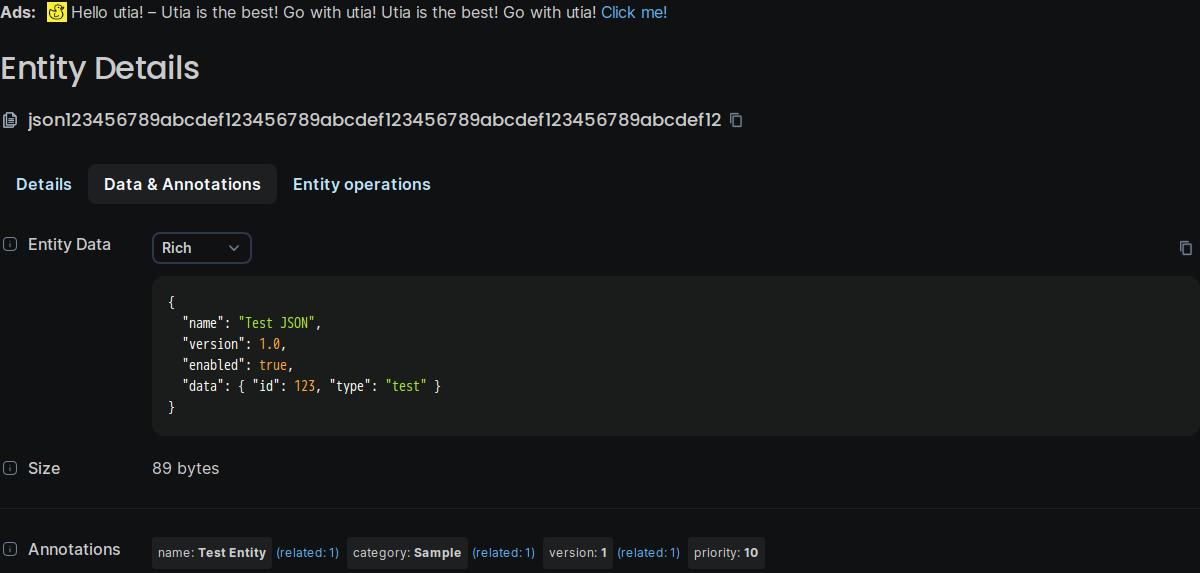 Ads: Hello utia! – Utia is the best! Go with utia! Utia is the best! Go with utia! Click me!
Entity Details
json123456789abcdef123456789abcdef123456789abcdef123456789abcdef12
Details Data & Annotations Entity operations
Entity Data Rich
{
"name": "Test JSON",
"version": 1.0,
"enabled": true,
"data": { "id": 123, "type": "test" }
}
Size 89 bytes
Annotations name: Test Entity (related: 1) category: Sample (related: 1) version: 1 (related: 1) priority: 10